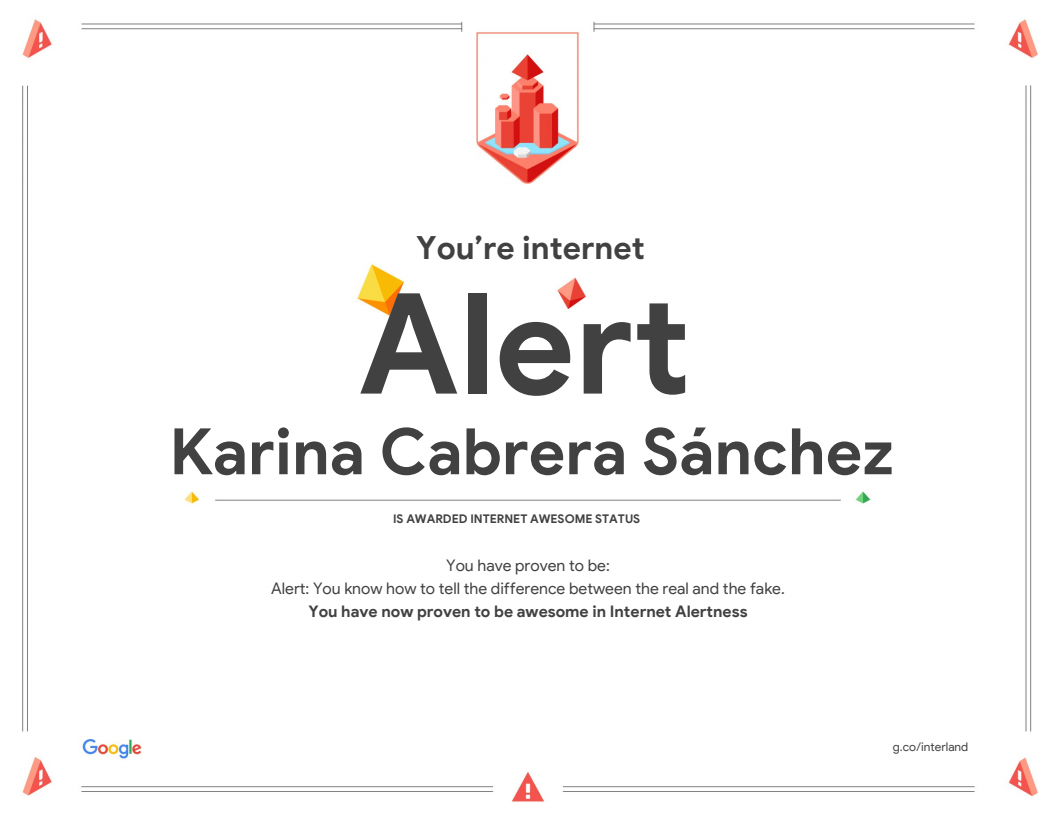 You’re internet
Alert
Karina Cabrera Sánchez
IS AWARDED INTERNET AWESOME STATUS
You have proven to be:
Alert: You know how to tell the difference between the real and the fake.
You have now proven to be awesome in Internet Alertness
Google
g.co/interland